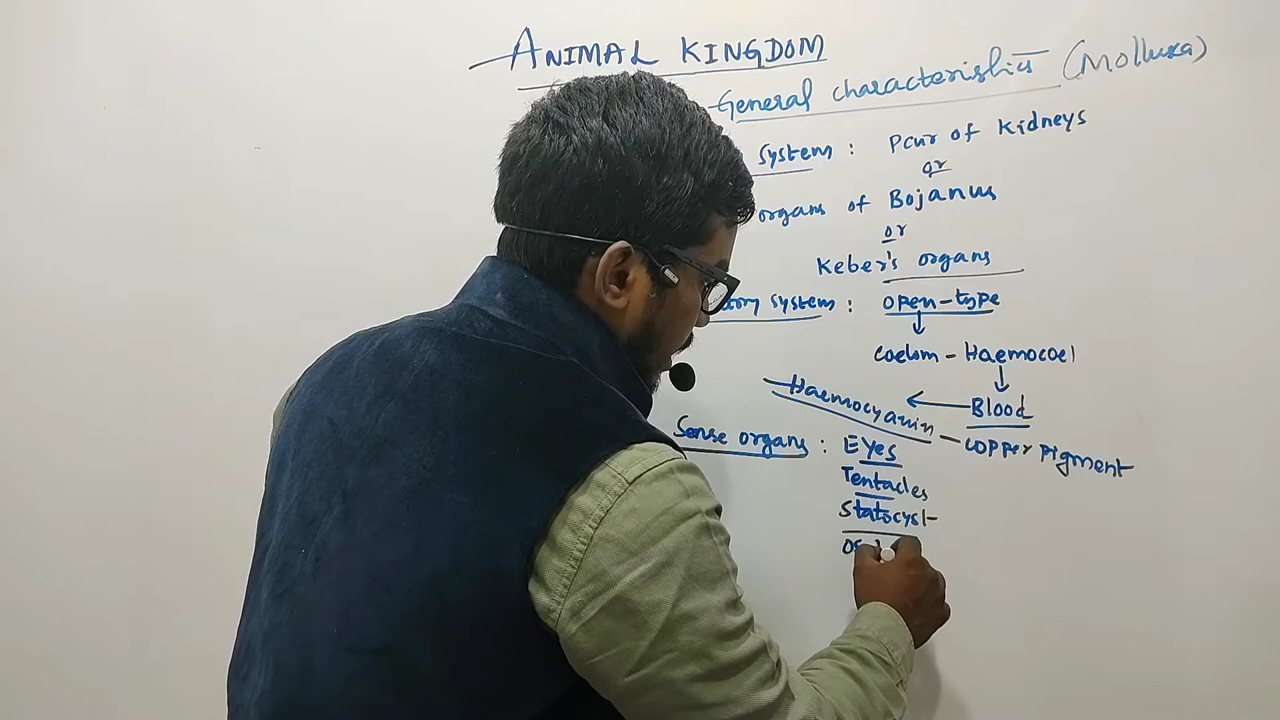 ANIMAL KINGDOM
General characteristics (Mollusca)
system : Pair of Kidneys
or
organs of Bojanus
or
Keber's organs
tory system : open-type
Coelom - Haemocoel
Haemocyanin ← Blood
- copper pigment
Sense organs : Eyes
Tentacles
Statocyst